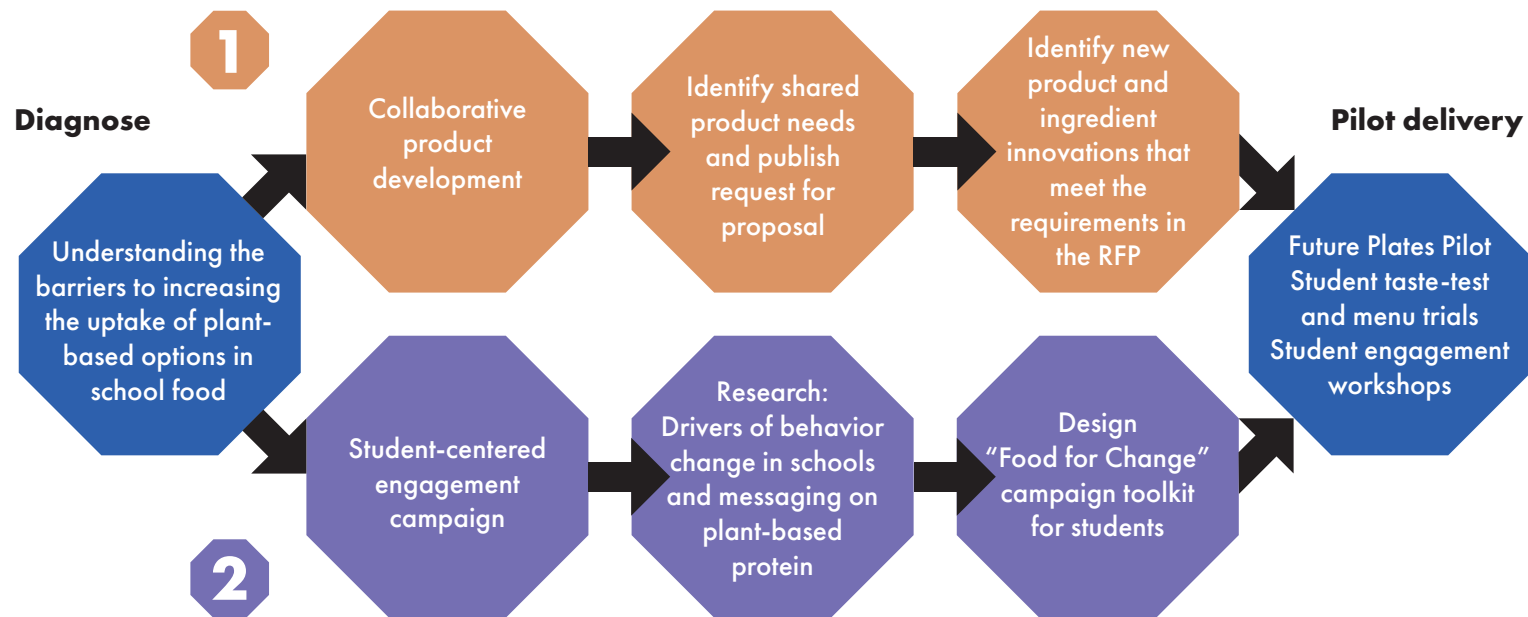 Diagnose
Understanding the
barriers to increasing
the uptake of plant-
based options in
school food
1
Collaborative
product
development
Identify shared
product needs
and publish
request for
proposal
Identify new
product and
ingredient
innovations that
meet the
requirements in
the RFP
2
Student-centered
engagement
campaign
Research:
Drivers of behavior
change in schools
and messaging on
plant-based
protein
Design
“Food for Change”
campaign toolkit
for students
Pilot delivery
Future Plates Pilot
Student taste-test
and menu trials
Student engagement
workshops